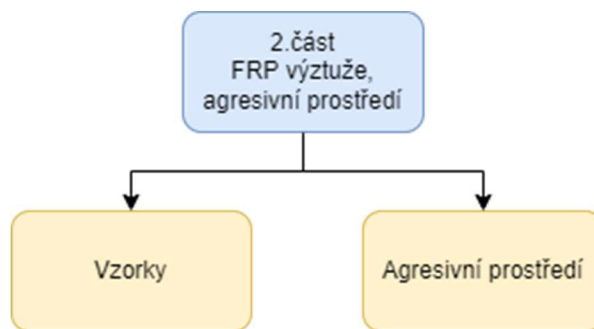 2.část
FRP výztuže,
agresivní prostředí
Vzorky
Agresivní prostředí